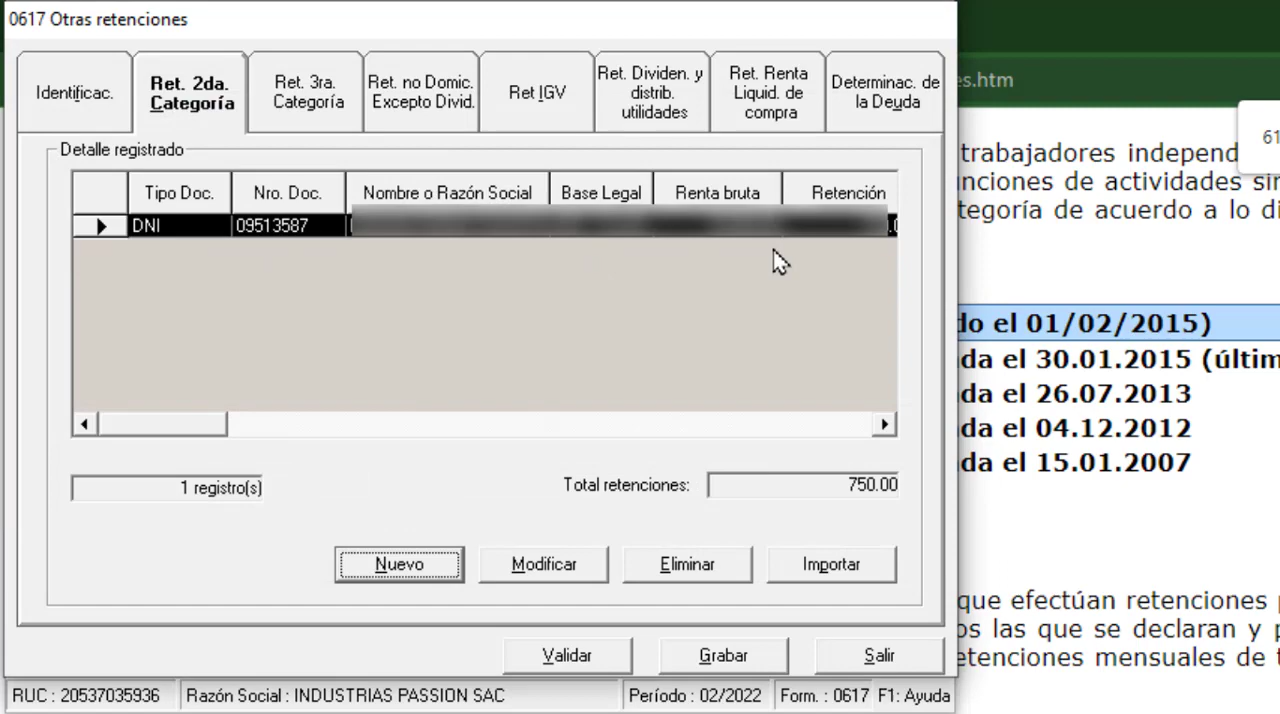 0617 Otras retenciones
es.htm
Identificac.
Ret. 2da. Categoría
Ret. 3ra. Categoría
Ret. no Domic. Excepto Divid.
Ret IGV
Ret. Dividen. y distrib. utilidades
Ret. Renta Liquid. de compra
Determinac. de la Deuda
61
Detalle registrado
Tipo Doc. Nro. Doc. Nombre o Razón Social Base Legal Renta bruta Retención
DNI 09513587
1 registro(s)
Total retenciones: 750.00
Nuevo Modificar Eliminar Importar
Validar Grabar Salir
RUC : 20537035936 Razón Social : INDUSTRIAS PASSION SAC Período : 02/2022 Form. : 0617 F1: Ayuda
trabajadores independ
nciones de actividades sin
tegoría de acuerdo a lo di
do el 01/02/2015)
da el 30.01.2015 (últim
da el 26.07.2013
da el 04.12.2012
da el 15.01.2007
que efectúan retenciones p
os las que se declaran y p
etenciones mensuales de t